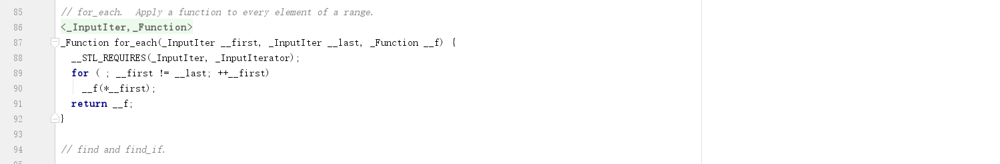 85 // for_each.  Apply a function to every element of a range.
86 <_InputIter,_Function>
87 _Function for_each(_InputIter __first, _InputIter __last, _Function __f) {
88   __STL_REQUIRES(_InputIter, _InputIterator);
89   for ( ; __first != __last; ++__first)
90     __f(*__first);
91   return __f;
92 }
93
94 // find and find_if.